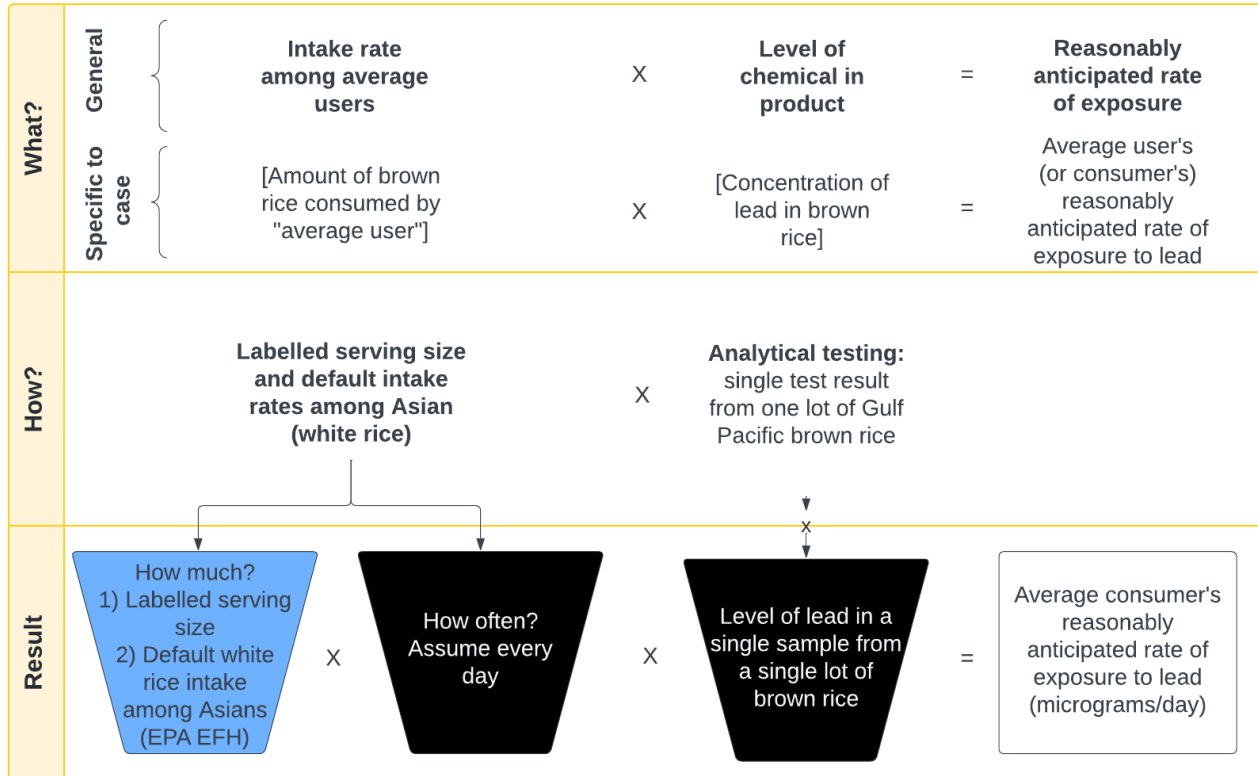 What?
General
Intake rate
among average
users
X
Level of
chemical in
product
=
Reasonably
anticipated rate
of exposure
Specific to
case
[Amount of brown
rice consumed by
"average user"]
X
[Concentration of
lead in brown
rice]
=
Average user's
(or consumer's)
reasonably
anticipated rate of
exposure to lead
How?
Labelled serving size
and default intake
rates among Asian
(white rice)
X
Analytical testing:
single test result
from one lot of Gulf
Pacific brown rice
x
Result
How much?
1) Labelled serving
size
2) Default white
rice intake
among Asians
(EPA EFH)
X
How often?
Assume every
day
X
Level of lead in a
single sample from
a single lot of
brown rice
=
Average consumer's
reasonably
anticipated rate of
exposure to lead
(micrograms/day)